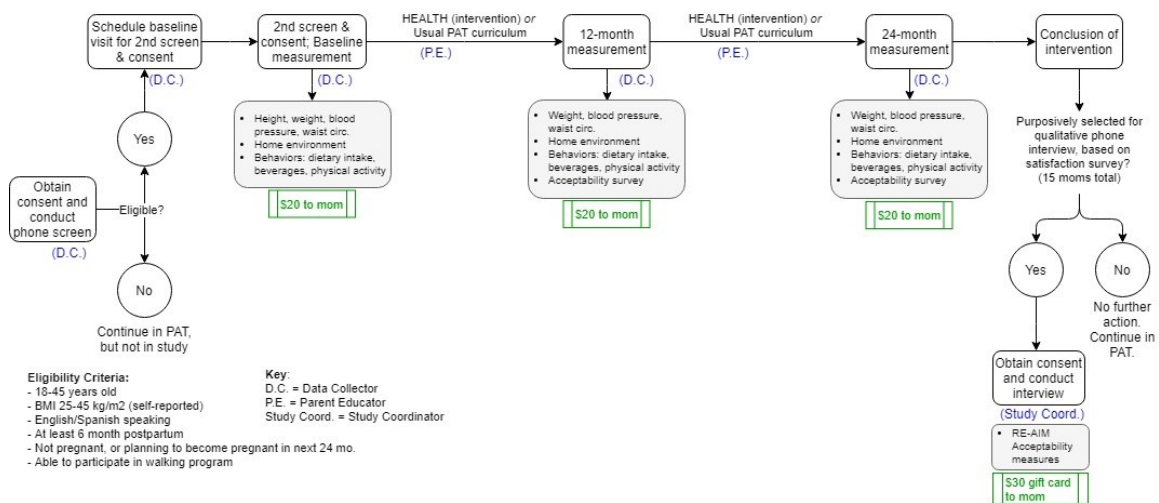 Schedule baseline
visit for 2nd screen
& consent
(D.C.)
2nd screen &
consent; Baseline
measurement
(D.C.)
HEALTH (intervention) or
Usual PAT curriculum
(P.E.)
12-month
measurement
(D.C.)
HEALTH (intervention) or
Usual PAT curriculum
(P.E.)
24-month
measurement
(D.C.)
Conclusion of
intervention
Yes
Obtain
consent and
conduct
phone screen
(D.C.)
Eligible?
No
Continue in PAT,
but not in study
• Height, weight, blood
pressure, waist circ.
• Home environment
• Behaviors: dietary intake,
beverages, physical activity
$20 to mom
• Weight, blood pressure,
waist circ.
• Home environment
• Behaviors: dietary intake,
beverages, physical activity
• Acceptability survey
$20 to mom
• Weight, blood pressure,
waist circ.
• Home environment
• Behaviors: dietary intake,
beverages, physical activity
• Acceptability survey
$20 to mom
Purposively selected for
qualitative phone
interview, based on
satisfaction survey?
(15 moms total)
Yes
No
No further
action.
Continue in
PAT.
Obtain consent
and conduct
interview
(Study Coord.)
• RE-AIM
Acceptability
measures
$30 gift card
to mom
Eligibility Criteria:
- 18-45 years old
- BMI 25-45 kg/m2 (self-reported)
- English/Spanish speaking
- At least 6 month postpartum
- Not pregnant, or planning to become pregnant in next 24 mo.
- Able to participate in walking program
Key:
D.C. = Data Collector
P.E. = Parent Educator
Study Coord. = Study Coordinator